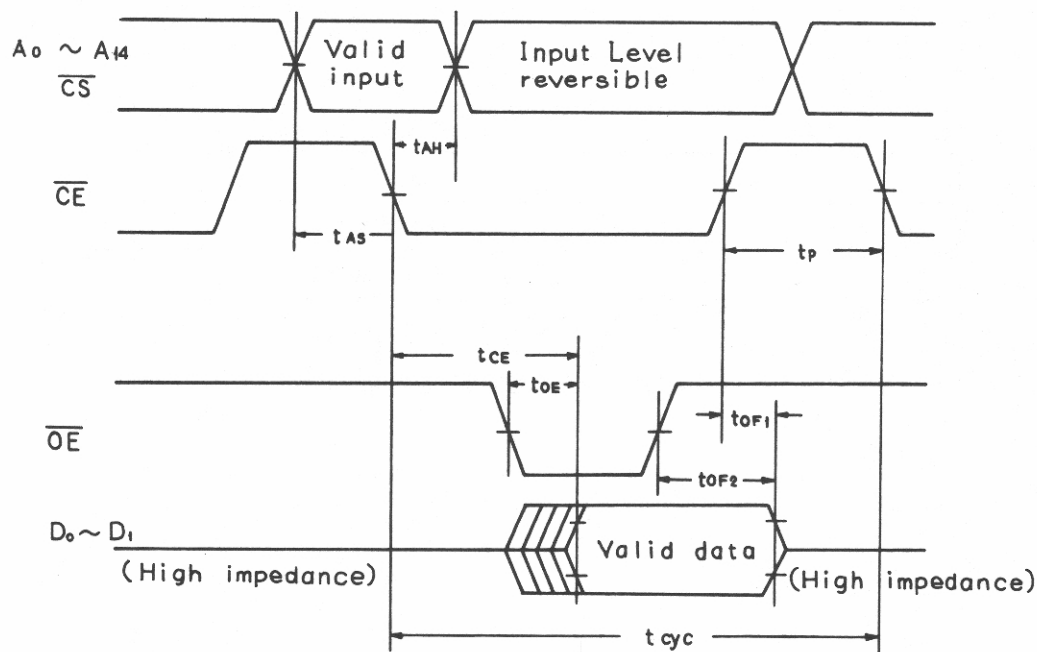 A0 ~ A14
CS
Valid input
Input Level reversible
tAH
CE
tAS
tP
tCE
tOE
OE
tOF1
tOF2
D0 ~ D1
Valid data
(High impedance)
(High impedance)
tcyc